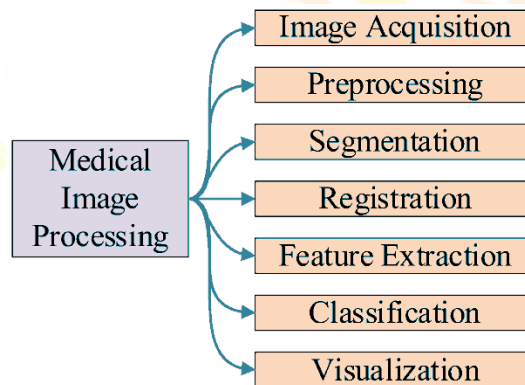 Medical
Image
Processing
Image Acquisition
Preprocessing
Segmentation
Registration
Feature Extraction
Classification
Visualization